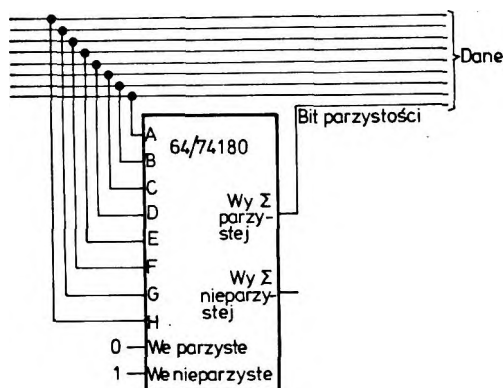 Dane
Bit parzystości
64/74180
A
B
C
D
E
F
G
H
Wy Σ
parzy-
stej
Wy Σ
nieparzy-
stej
0 We parzyste
1 We nieparzyste